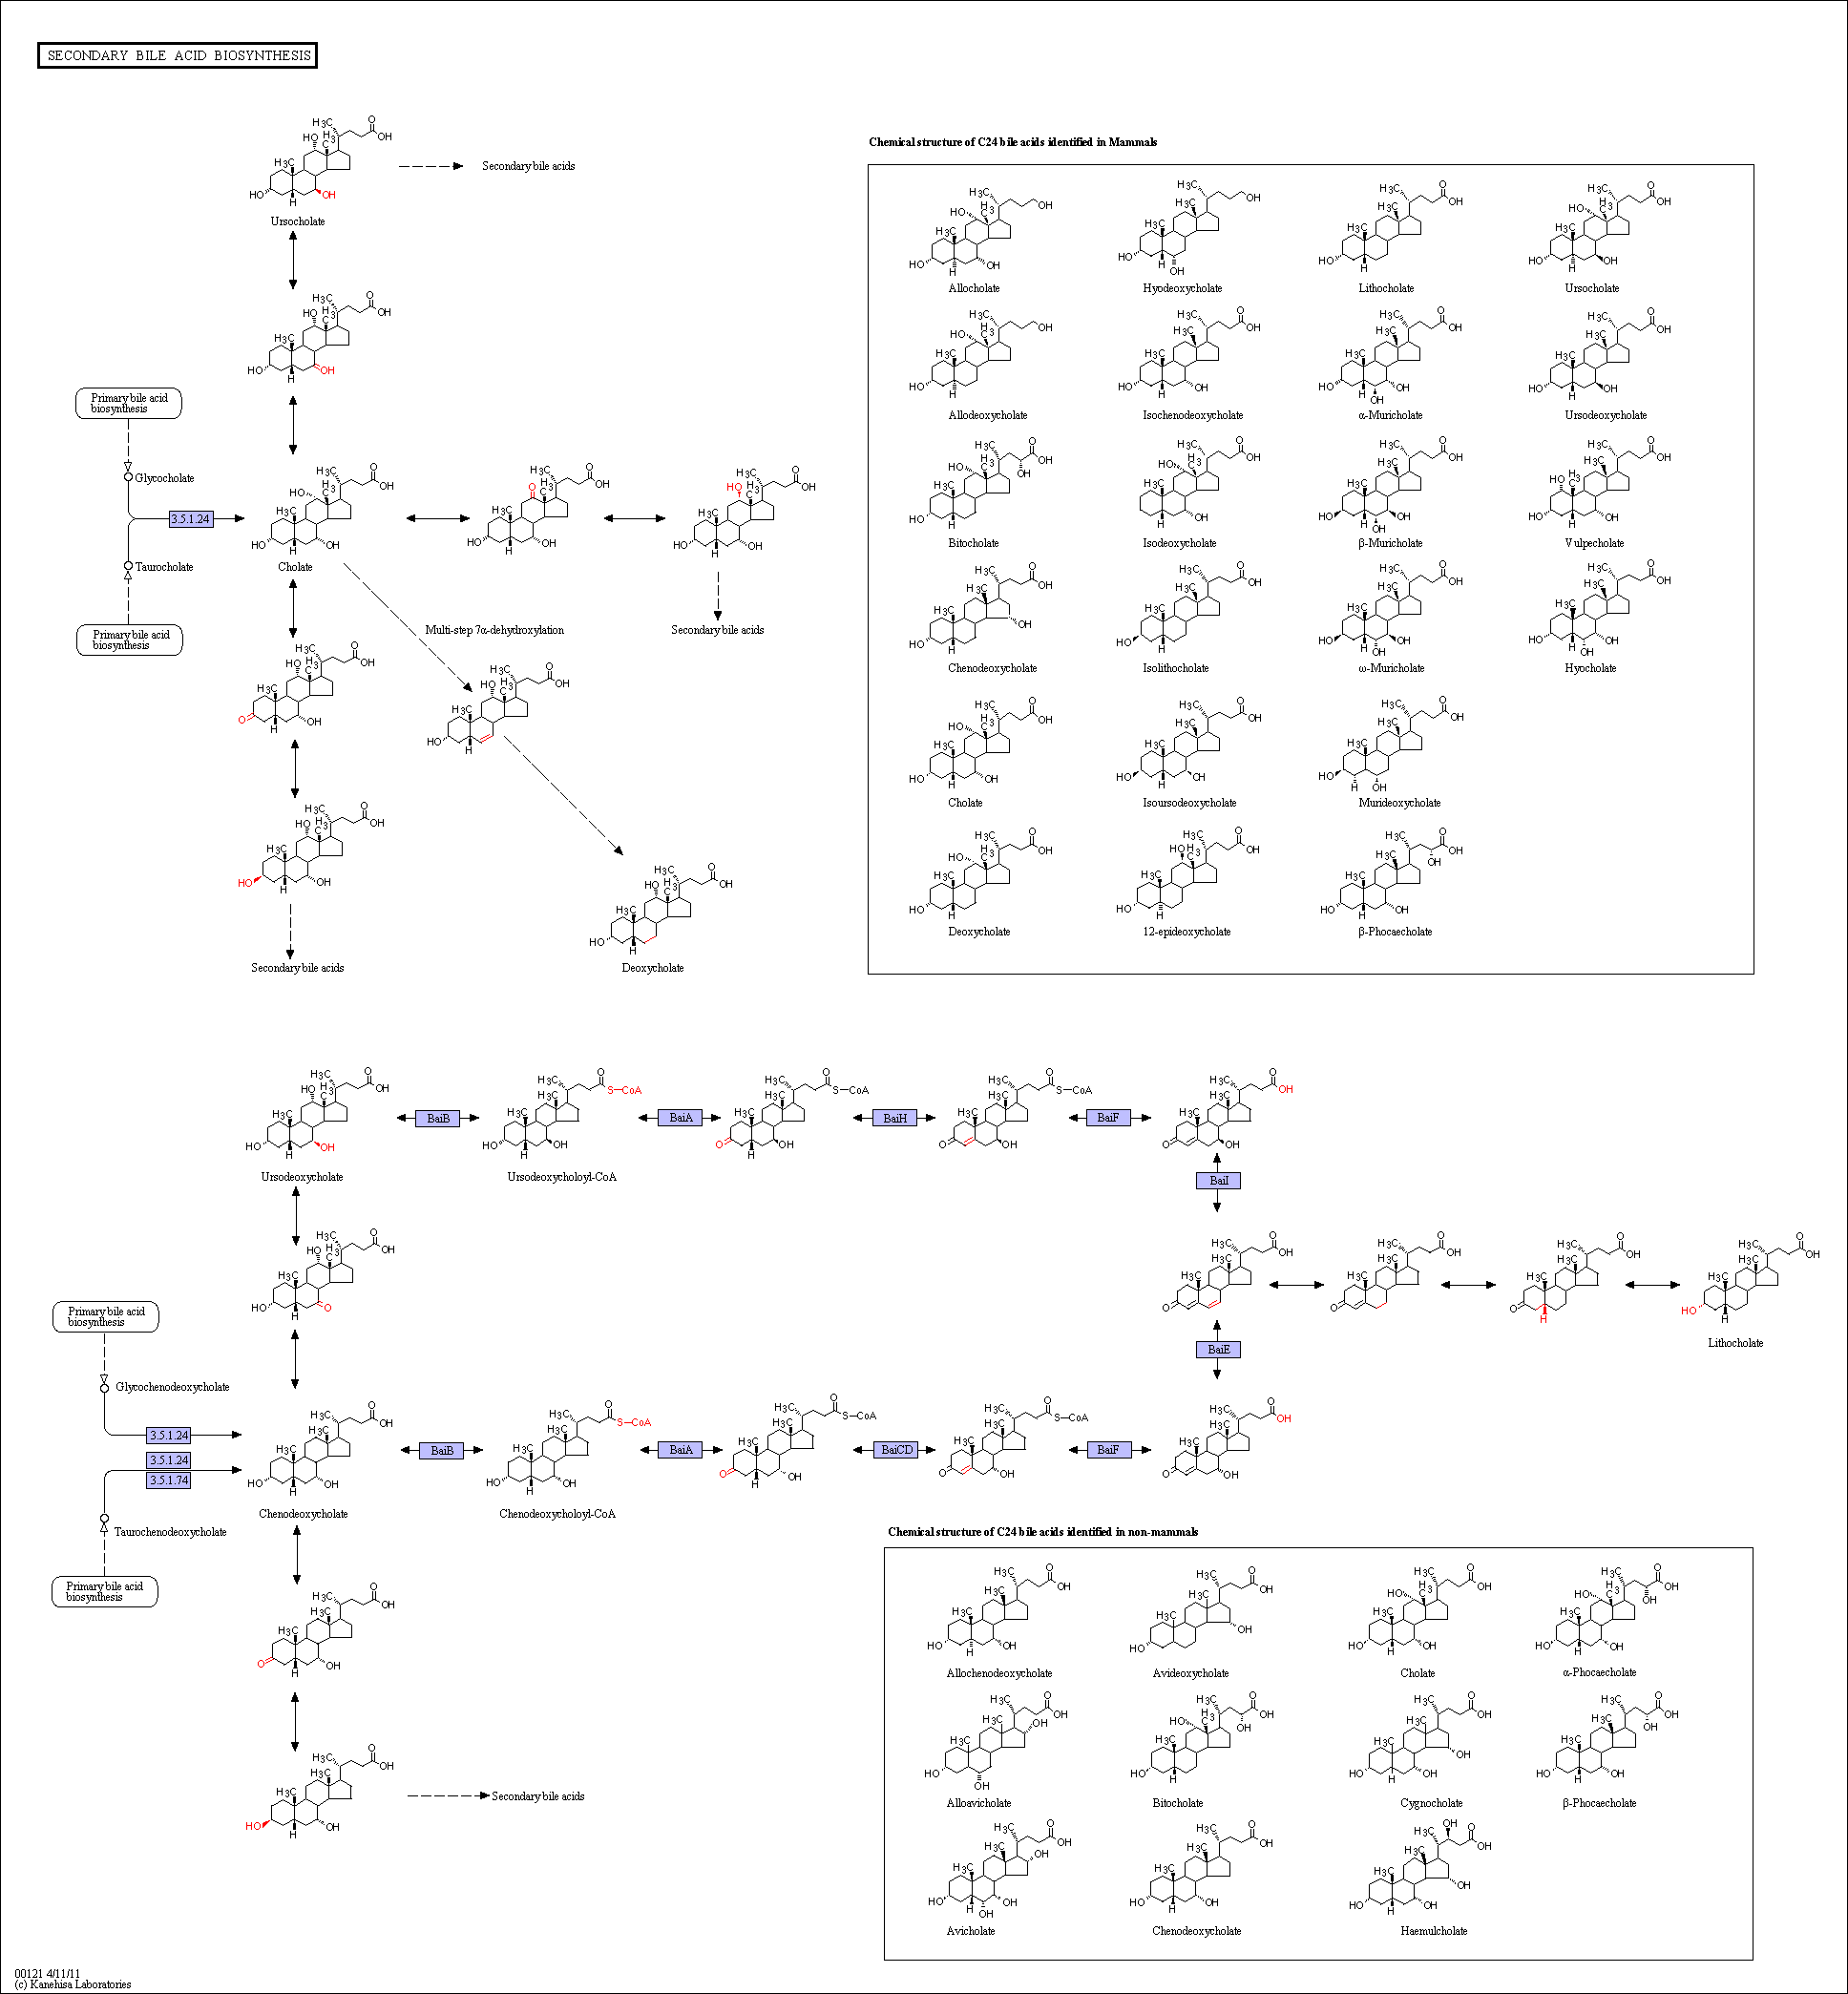 SECONDARY BILE ACID BIOSYNTHESIS
Secondary bile acids
Ursocholate
Primary bile acid
biosynthesis
Glycocholate
3.5.1.24
Taurocholate
Primary bile acid
biosynthesis
Cholate
Multi-step 7α-dehydroxylation
Secondary bile acids
Secondary bile acids
Deoxycholate
Chemical structure of C24 bile acids identified in Mammals
Allocholate
Hyodeoxycholate
Lithocholate
Ursocholate
Allodeoxycholate
Isochenodeoxycholate
α-Muricholate
Ursodeoxycholate
Bitocholate
Isodeoxycholate
β-Muricholate
Vulpecholate
Chenodeoxycholate
Isolithocholate
ω-Muricholate
Hyocholate
Cholate
Isoursodeoxycholate
Murideoxycholate
Deoxycholate
12-epideoxycholate
β-Phocaecholate
BaiB
BaiA
BaiH
BaiF
Ursodeoxycholate
Ursodeoxycholoyl-CoA
BaiI
Lithocholate
BaiE
Primary bile acid
biosynthesis
Glycochenodeoxycholate
3.5.1.24
3.5.1.24
3.5.1.74
Taurochenodeoxycholate
Primary bile acid
biosynthesis
BaiB
BaiA
BaiCD
BaiF
Chenodeoxycholate
Chenodeoxycholoyl-CoA
Secondary bile acids
Chemical structure of C24 bile acids identified in non-mammals
Allochenodeoxycholate
Avideoxycholate
Cholate
α-Phocaecholate
Alloavicholate
Bitocholate
Cygnocholate
β-Phocaecholate
Avicholate
Chenodeoxycholate
Haemulcholate
00121 4/11/11
(c) Kanehisa Laboratories